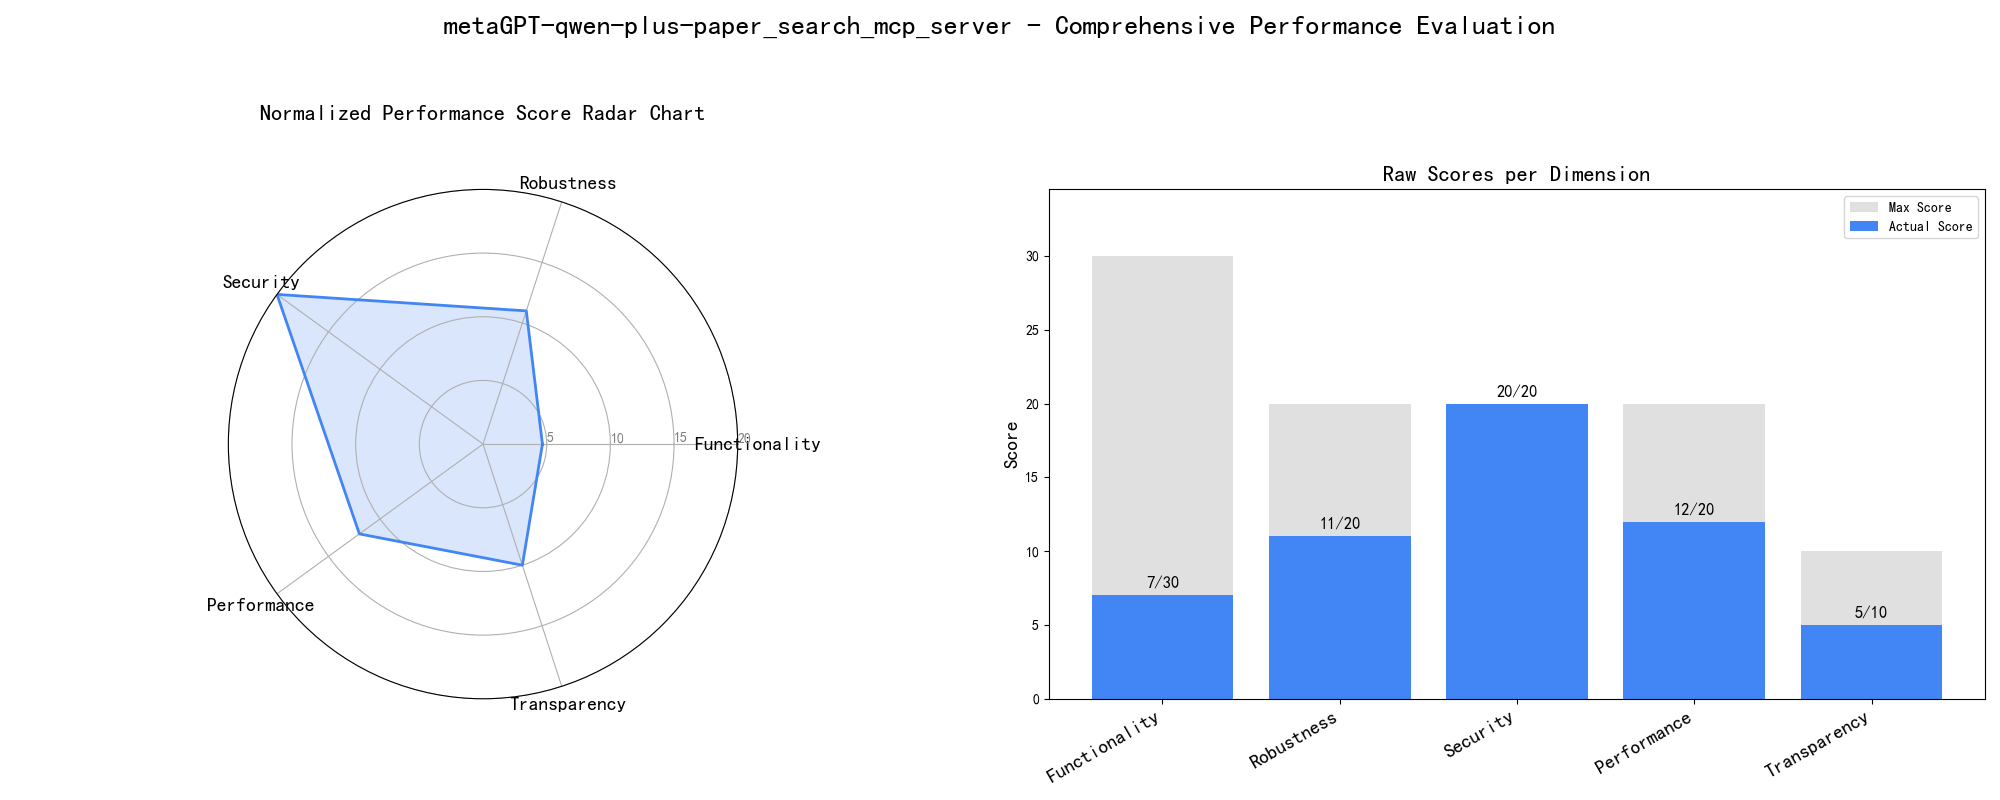 metaGPT-qwen-plus-paper_search_mcp_server - Comprehensive Performance Evaluation
Normalized Performance Score Radar Chart
Robustness
Security
Functionality
5
10
15
20
Performance
Transparency
Raw Scores per Dimension
Max Score
Actual Score
Score
30
25
20
15
10
5
0
7/30
11/20
20/20
12/20
5/10
Functionality
Robustness
Security
Performance
Transparency